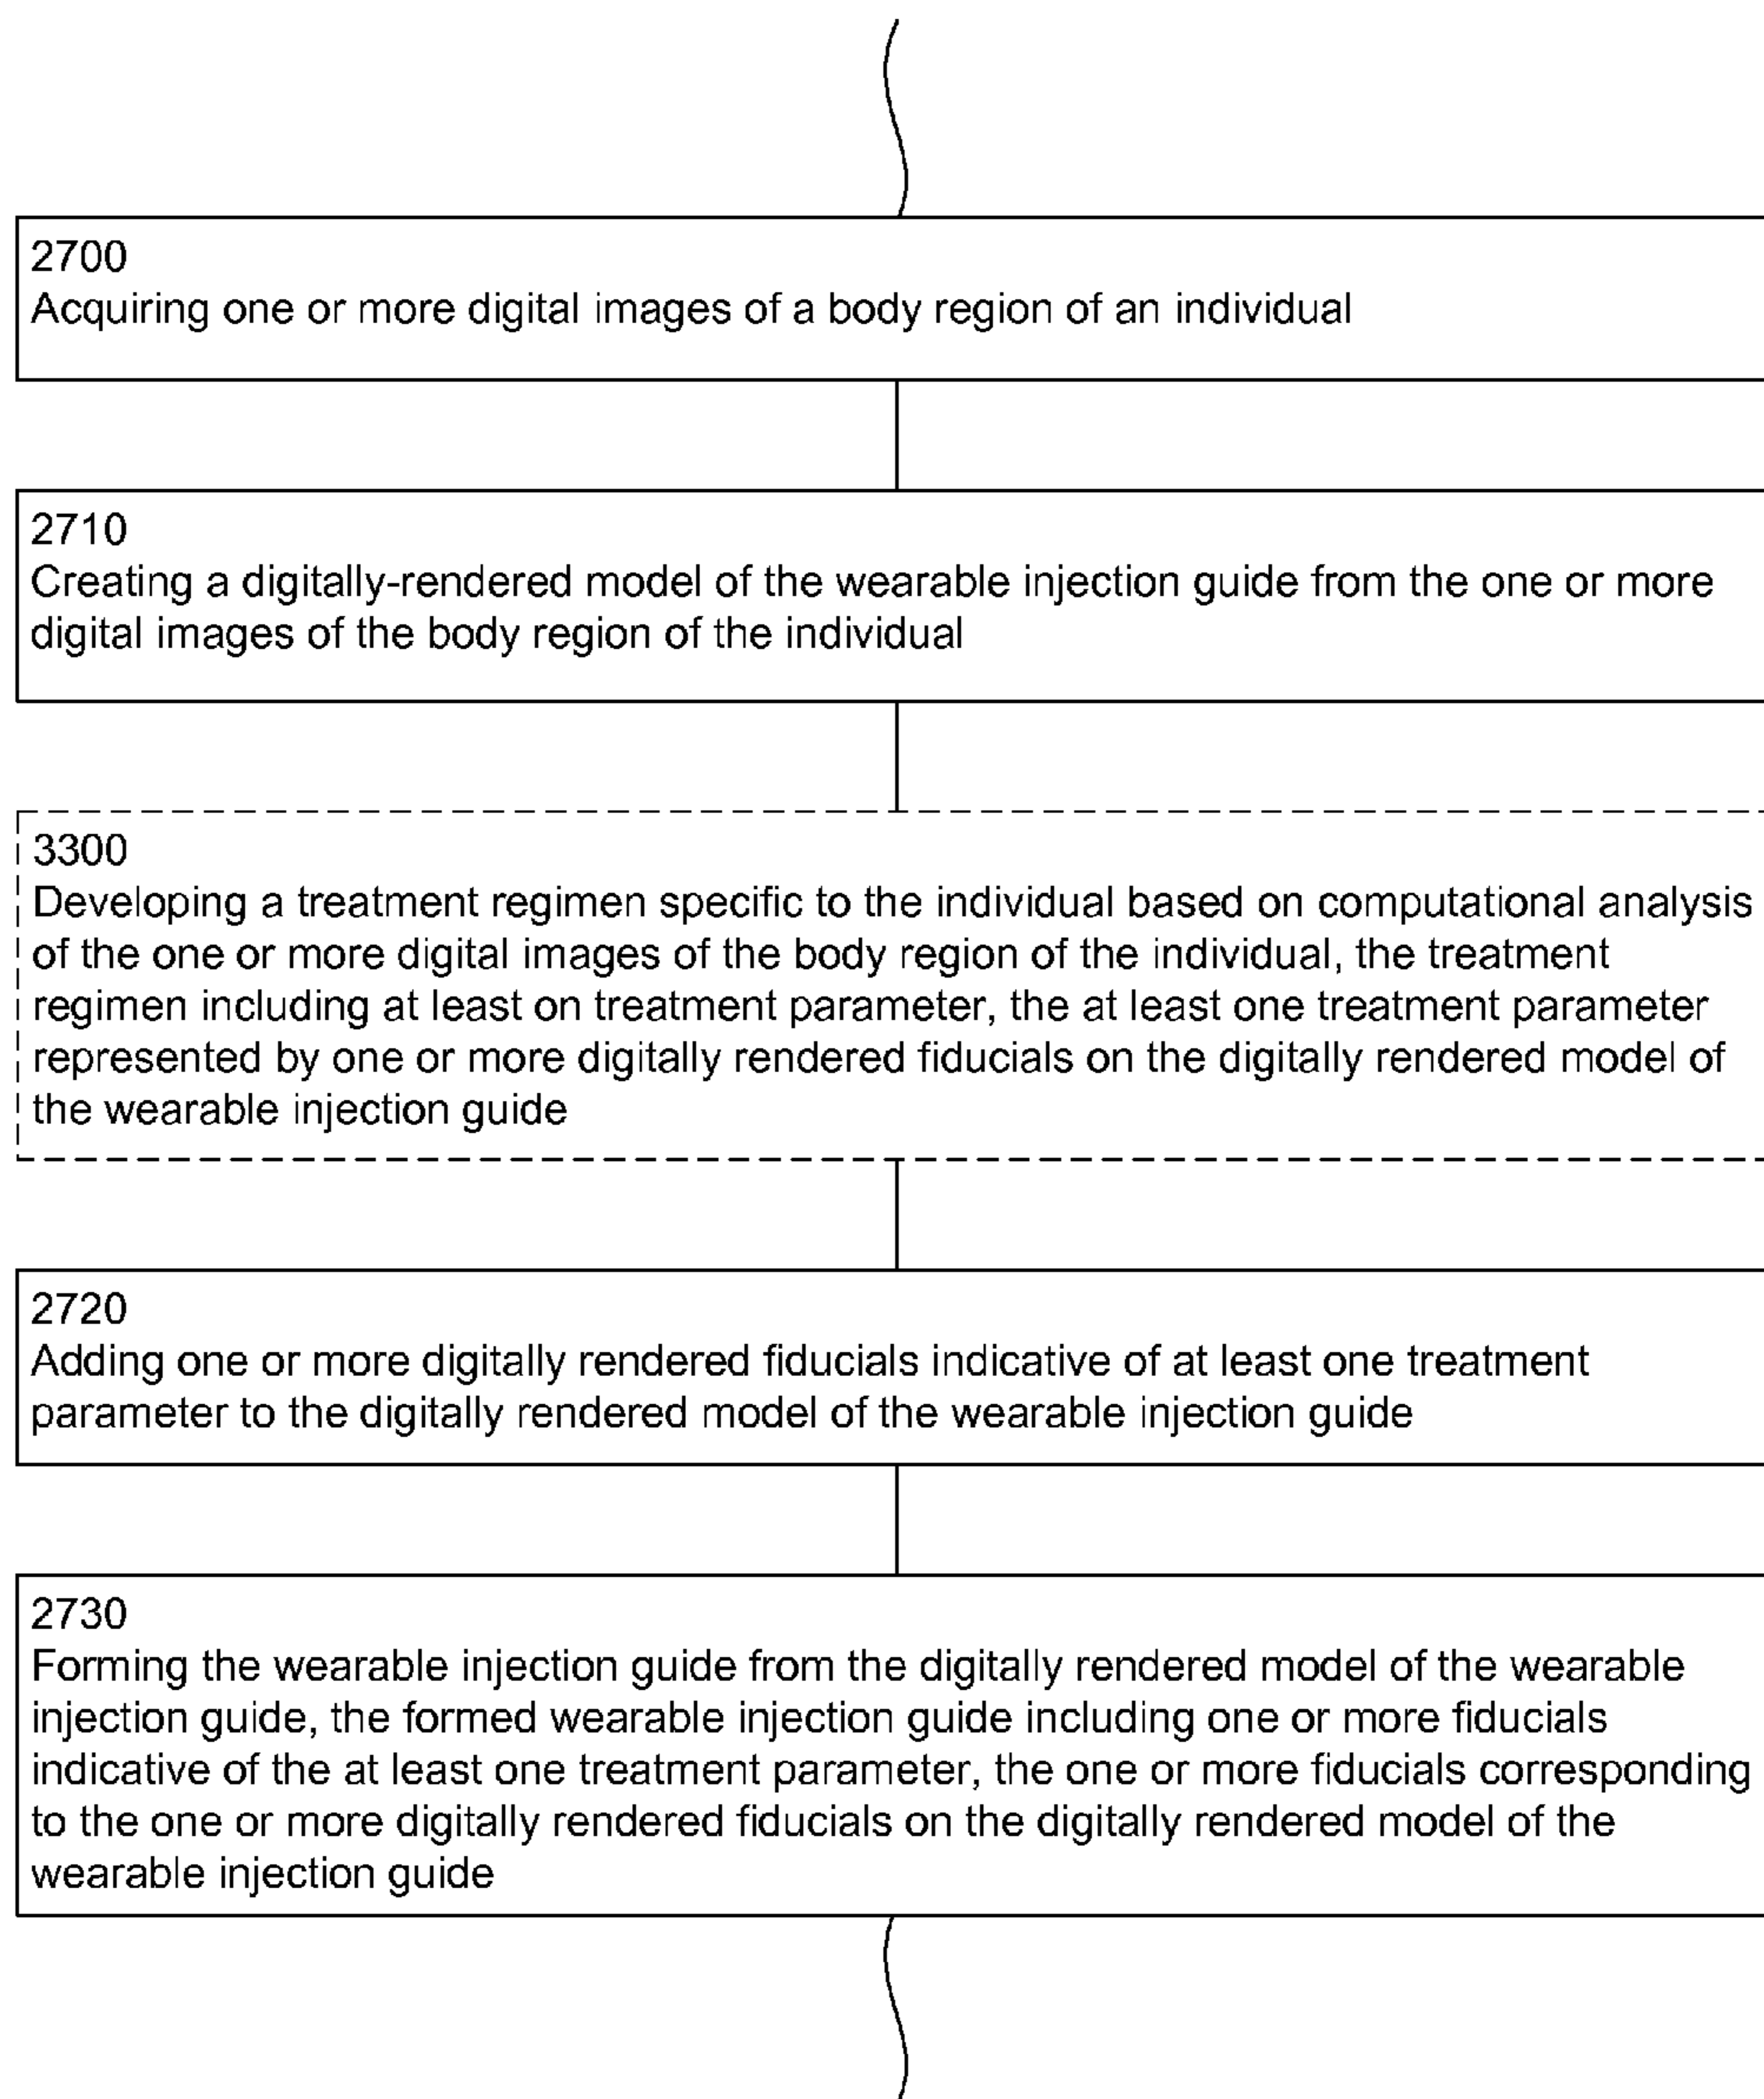 2700
Acquiring one or more digital images of a body region of an individual
2710
Creating a digitally-rendered model of the wearable injection guide from the one or more
digital images of the body region of the individual
3300
Developing a treatment regimen specific to the individual based on computational analysis
of the one or more digital images of the body region of the individual, the treatment
regimen including at least on treatment parameter, the at least one treatment parameter
represented by one or more digitally rendered fiducials on the digitally rendered model of
the wearable injection guide
2720
Adding one or more digitally rendered fiducials indicative of at least one treatment
parameter to the digitally rendered model of the wearable injection guide
2730
Forming the wearable injection guide from the digitally rendered model of the wearable
injection guide, the formed wearable injection guide including one or more fiducials
indicative of the at least one treatment parameter, the one or more fiducials corresponding
to the one or more digitally rendered fiducials on the digitally rendered model of the
wearable injection guide